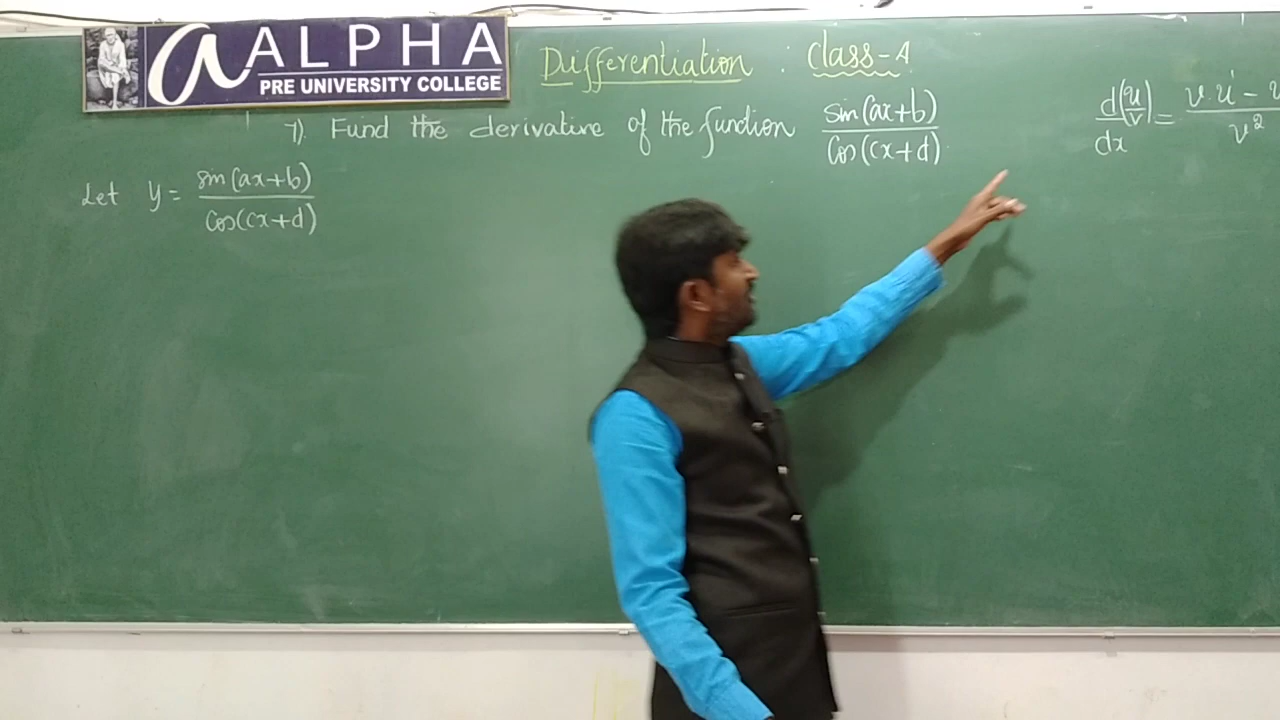 ALPHA
PRE UNIVERSITY COLLEGE
Differentiation : Class-4
7). Find the derivative of the function sin(ax+b)/Cos(cx+d).
d/dx(u/v) = v.u' - u/v²
Let y = sin(ax+b)/Cos(cx+d)